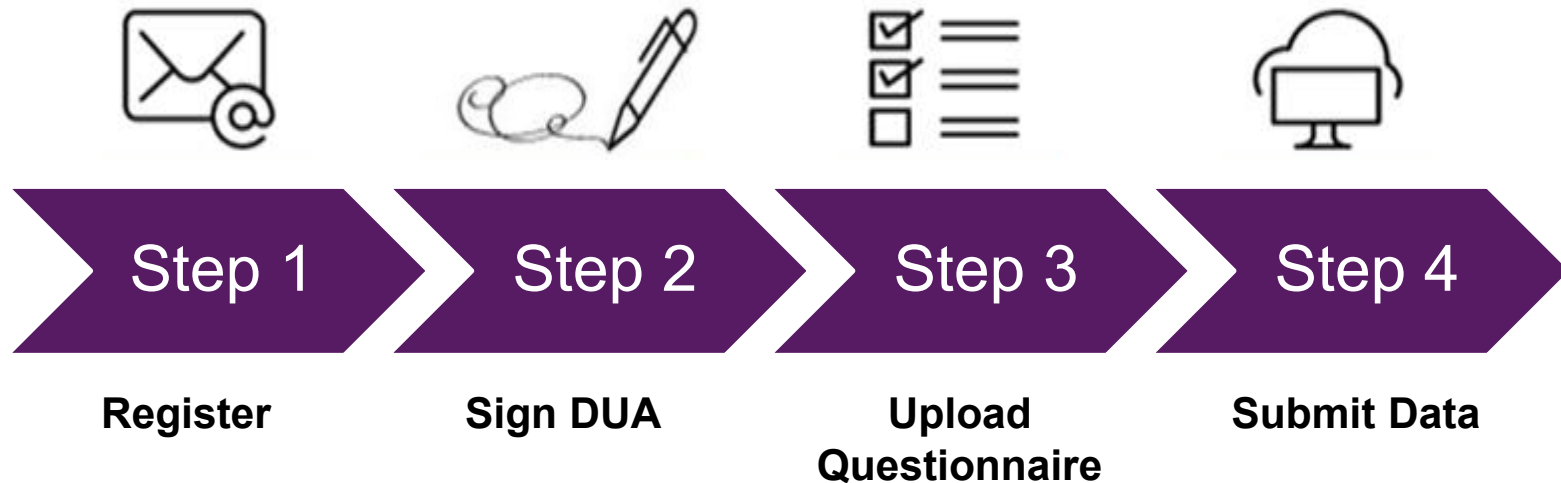 Step 1
Step 2
Step 3
Step 4
Register
Sign DUA
Upload
Questionnaire
Submit Data